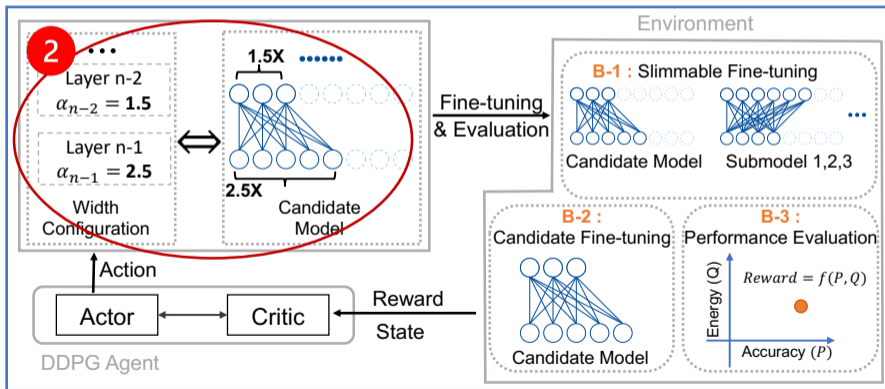 2
...
Layer n-2
αₙ₋₂ = 1.5
Layer n-1
αₙ₋₁ = 2.5
Width
Configuration
1.5X
......
2.5X
Candidate
Model
Fine-tuning
& Evaluation
Environment
B-1 : Slimmable Fine-tuning
...
Candidate Model
Submodel 1,2,3
B-2 :
Candidate Fine-tuning
Candidate Model
B-3 :
Performance Evaluation
Energy (Q)
Reward = f(P, Q)
Accuracy (P)
Action
Actor
Critic
DDPG Agent
Reward
State